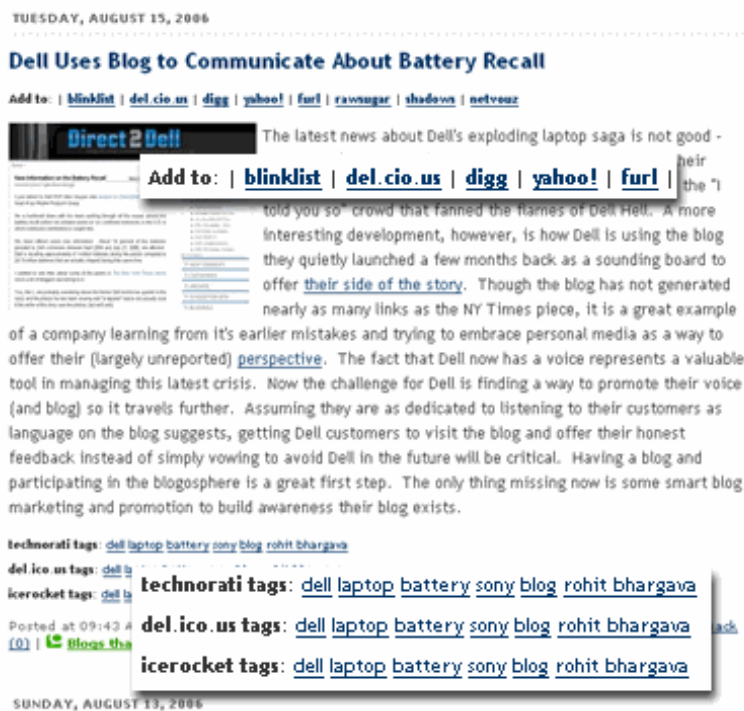 TUESDAY, AUGUST 15, 2006
Dell Uses Blog to Communicate About Battery Recall
Add to: | blinklist | del.cio.us | digg | yahoo! | furl | rawsugar | shadows | netvouz
Direct2Dell
The latest news about Dell's exploding laptop saga is not good -
heir
Add to: | blinklist | del.cio.us | digg | yahoo! | furl |
the "I
told you so" crowd that fanned the flames of Dell Hell. A more
interesting development, however, is how Dell is using the blog
they quietly launched a few months back as a sounding board to
offer their side of the story. Though the blog has not generated
nearly as many links as the NY Times piece, it is a great example
of a company learning from it's earlier mistakes and trying to embrace personal media as a way to
offer their (largely unreported) perspective. The fact that Dell now has a voice represents a valuable
tool in managing this latest crisis. Now the challenge for Dell is finding a way to promote their voice
(and blog) so it travels further. Assuming they are as dedicated to listening to their customers as
language on the blog suggests, getting Dell customers to visit the blog and offer their honest
feedback instead of simply vowing to avoid Dell in the future will be critical. Having a blog and
participating in the blogosphere is a great first step. The only thing missing now is some smart blog
marketing and promotion to build awareness their blog exists.
technorati tags: dell laptop battery sony blog rohit bhargava
del.ico.us tags: dell
icerocket tags: dell
technorati tags: dell laptop battery sony blog rohit bhargava
del.ico.us tags: dell laptop battery sony blog rohit bhargava
icerocket tags: dell laptop battery sony blog rohit bhargava
Posted at 09:43 A
ack
(0) | Blogs tha
SUNDAY, AUGUST 13, 2006